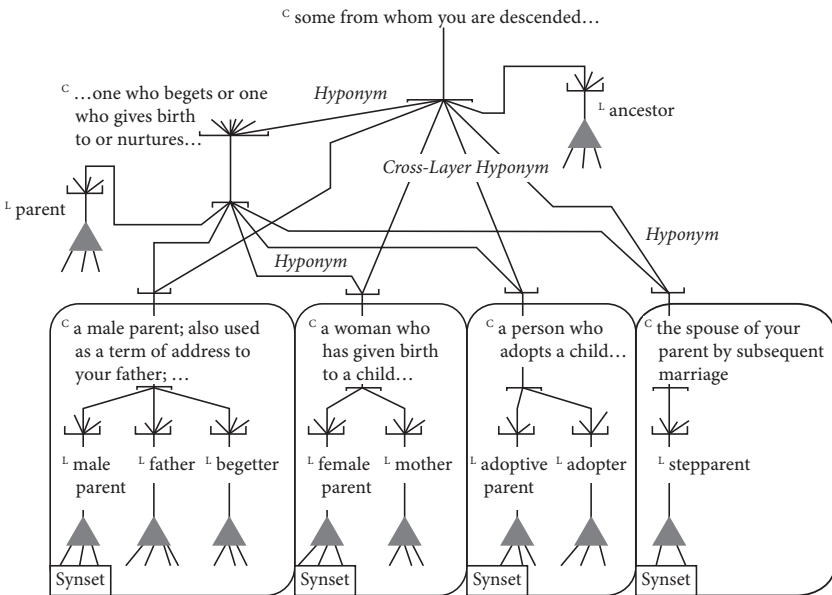 C some from whom you are descended…
C …one who begets or one
who gives birth
to or nurtures…
Hyponym
L ancestor
Cross-Layer Hyponym
L parent
Hyponym
Hyponym
C a male parent; also used
as a term of address to
your father; …
C a woman who
has given birth
to a child…
C a person who
adopts a child…
C the spouse of your
parent by subsequent
marriage
L male
parent
L father
L begetter
L female
parent
L mother
L adoptive
parent
L adopter
L stepparent
Synset
Synset
Synset
Synset